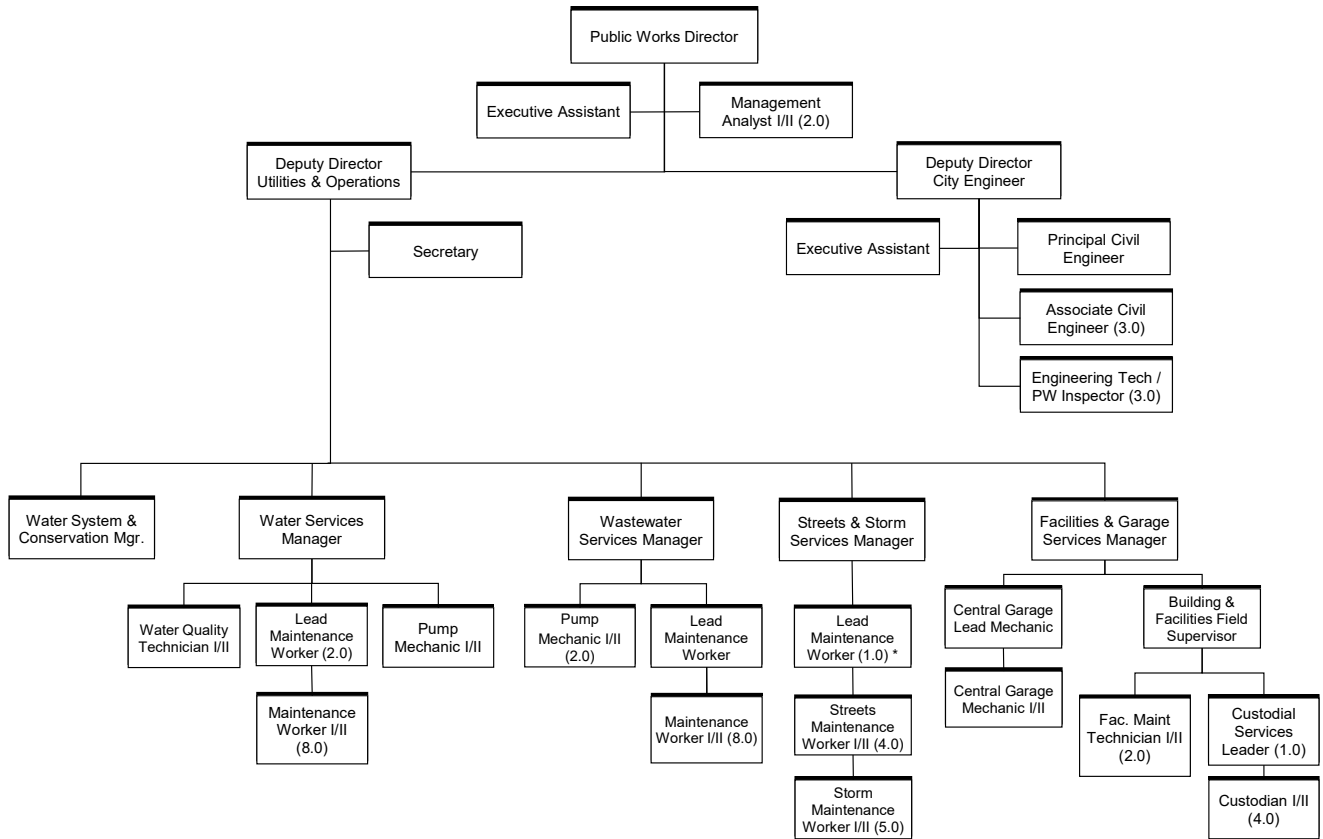 Public Works Director
Executive Assistant
Management
Analyst I/II (2.0)
Deputy Director
Utilities & Operations
Deputy Director
City Engineer
Secretary
Executive Assistant
Principal Civil
Engineer
Associate Civil
Engineer (3.0)
Engineering Tech /
PW Inspector (3.0)
Water System &
Conservation Mgr.
Water Services
Manager
Wastewater
Services Manager
Streets & Storm
Services Manager
Facilities & Garage
Services Manager
Water Quality
Technician I/II
Lead
Maintenance
Worker (2.0)
Pump
Mechanic I/II
Pump
Mechanic I/II
(2.0)
Lead
Maintenance
Worker
Lead
Maintenance
Worker (1.0) *
Central Garage
Lead Mechanic
Building &
Facilities Field
Supervisor
Maintenance
Worker I/II
(8.0)
Maintenance
Worker I/II (8.0)
Streets
Maintenance
Worker I/II (4.0)
Central Garage
Mechanic I/II
Fac. Maint
Technician I/II
(2.0)
Custodial
Services
Leader (1.0)
Storm
Maintenance
Worker I/II (5.0)
Custodian I/II
(4.0)